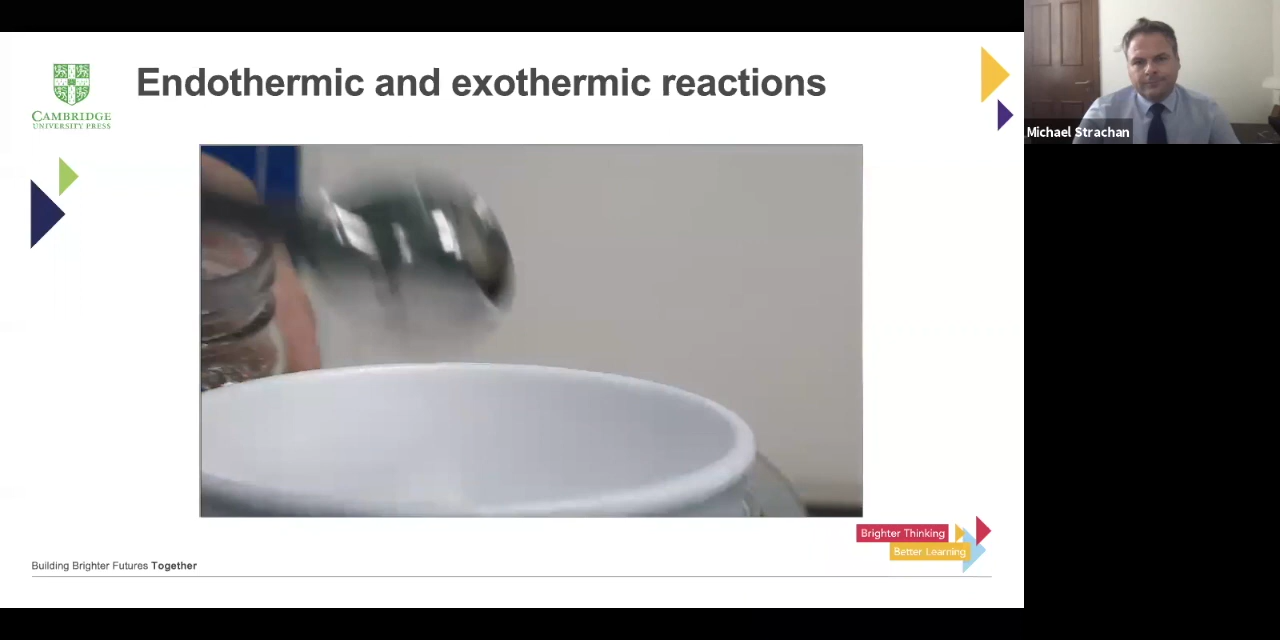 Endothermic and exothermic reactions
CAMBRIDGE
UNIVERSITY PRESS
Michael Strachan
Brighter Thinking
Better Learning
Building Brighter Futures Together